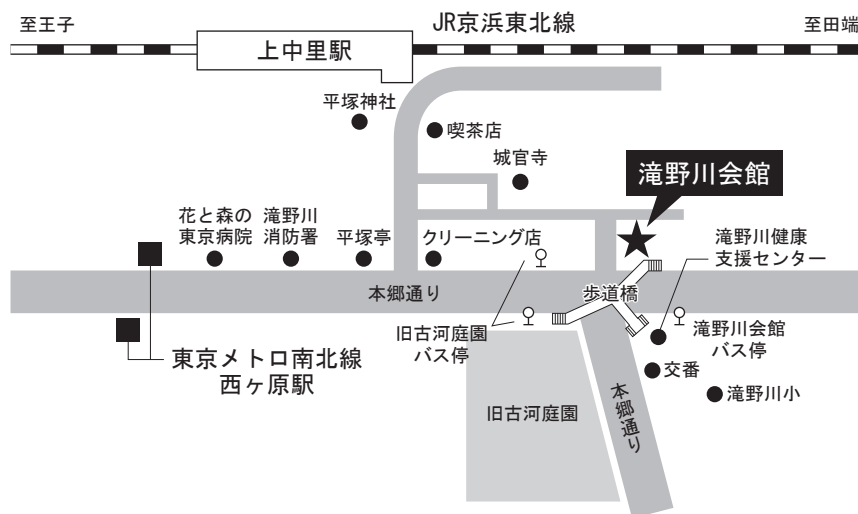 至王子
JR京浜東北線
至田端
上中里駅
平塚神社
喫茶店
城官寺
滝野川会館
花と森の
東京病院
滝野川
消防署
平塚亭
クリーニング店
滝野川健康
支援センター
本郷通り
歩道橋
旧古河庭園
バス停
滝野川会館
バス停
東京メトロ南北線
西ヶ原駅
交番
滝野川小
旧古河庭園
本郷通り